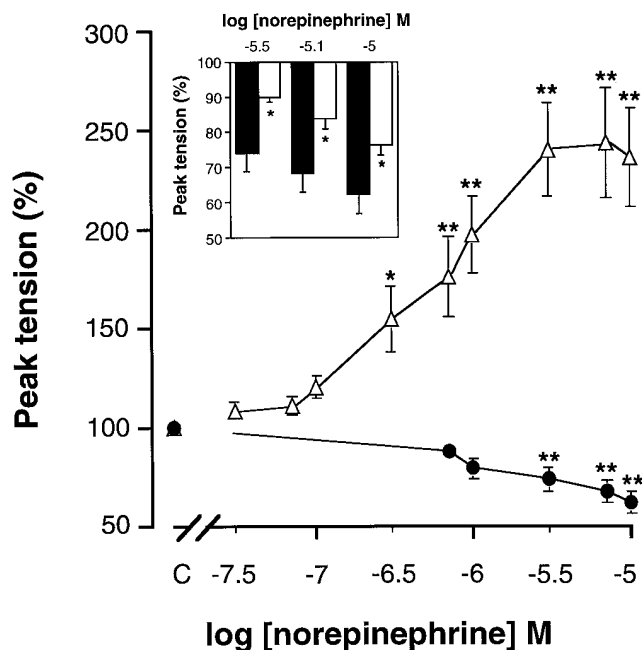 log [norepinephrine] M
-5.5 -5.1 -5
Peak tension (%)
100
90
80
70
60
50
* * *
Peak tension (%)
300
250
200
150
100
50
* ** ** ** ** **
** ** **
C -7.5 -7 -6.5 -6 -5.5 -5
log [norepinephrine] M